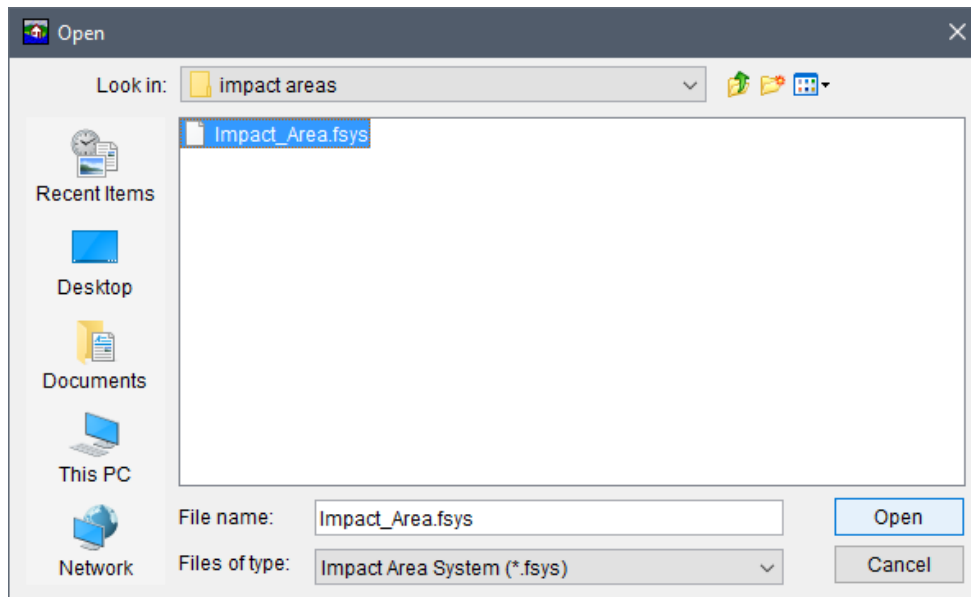 Open
Look in: impact areas
Impact_Area.fsys
Recent Items
Desktop
Documents
This PC
Network
File name: Impact_Area.fsys Open
Files of type: Impact Area System (*.fsys) Cancel